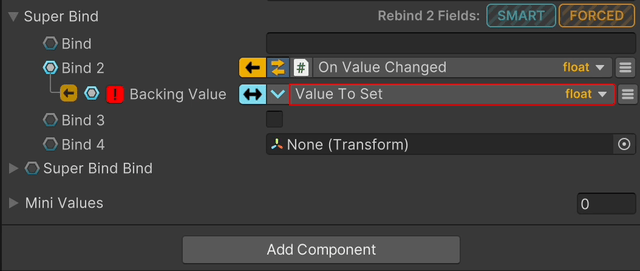 Super Bind Rebind 2 Fields: SMART FORCED
Bind
Bind 2 # On Value Changed float
! Backing Value Value To Set float
Bind 3
Bind 4 None (Transform)
Super Bind Bind
Mini Values 0
Add Component